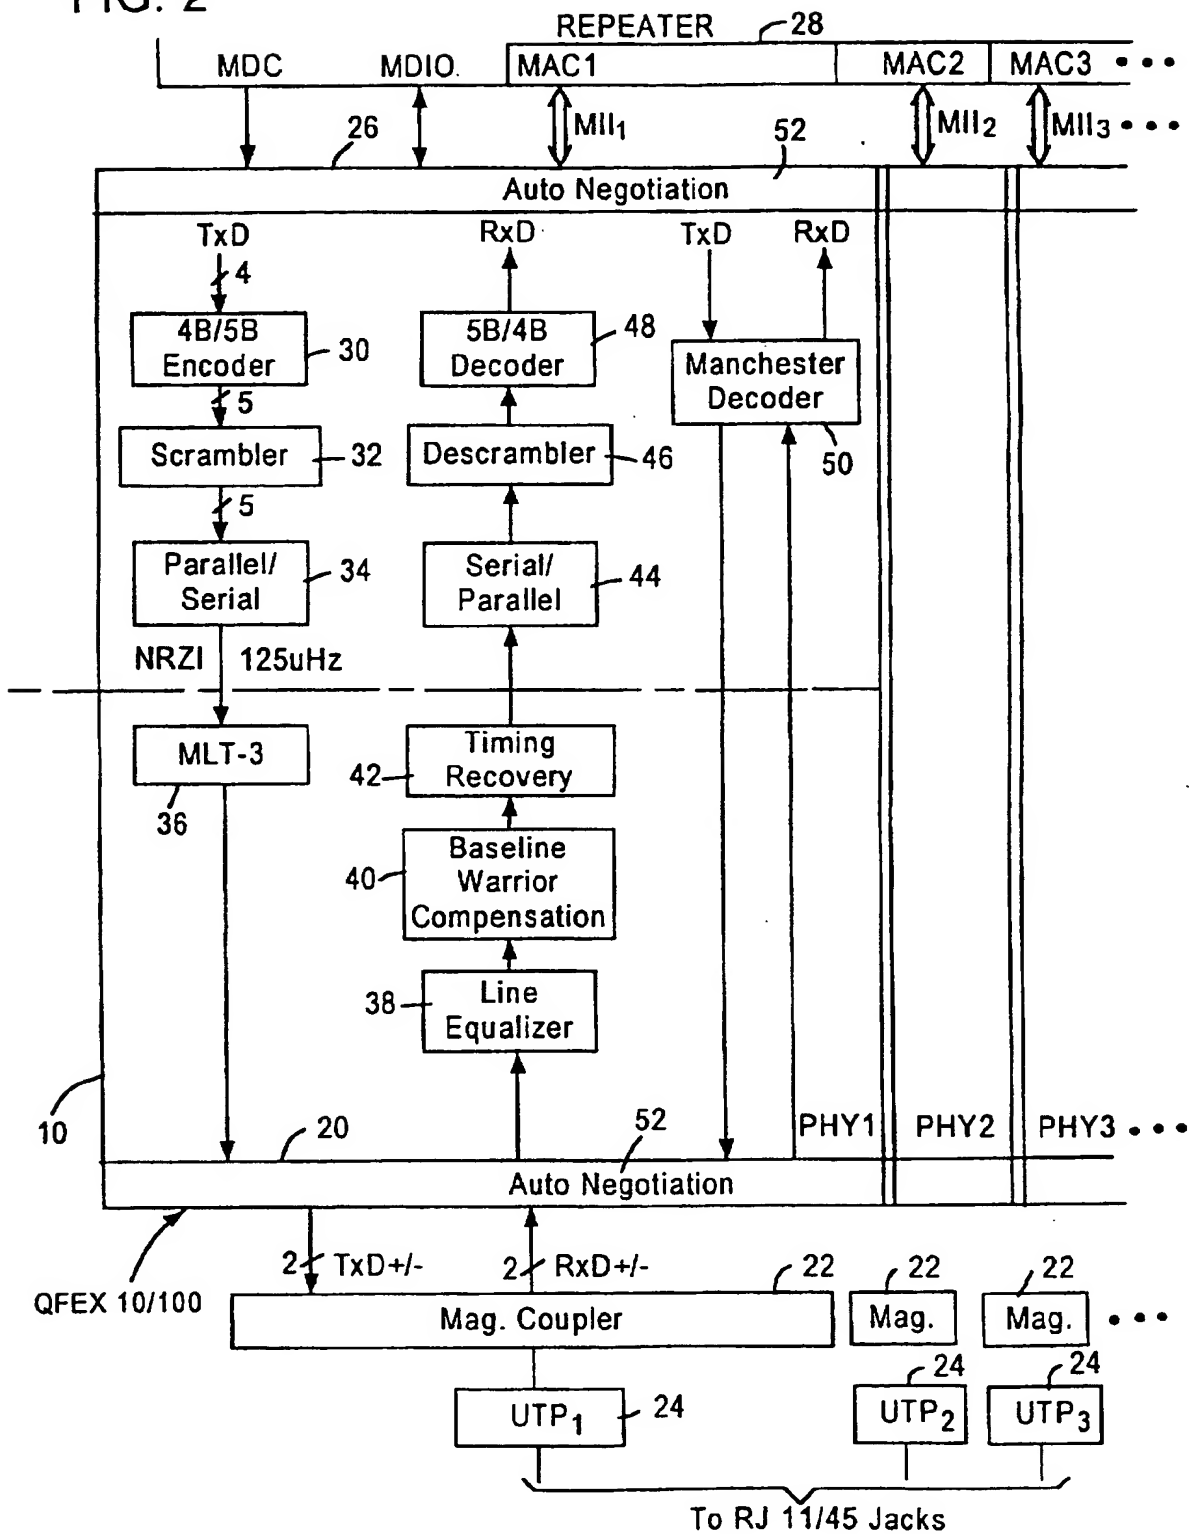 FIG. 2
REPEATER 28
MDC MDIO. MAC1 MAC2 MAC3 • • •
26 MII1 52 MII2 MII3 • • •
Auto Negotiation
TxD RxD TxD RxD
4
4B/5B
Encoder
30
5B/4B
Decoder
48
Manchester
Decoder
50
5
Scrambler
32
Descrambler
46
5
Parallel/
Serial
34
Serial/
Parallel
44
NRZI 125uHz
MLT-3
36
Timing
Recovery
42
Baseline
Warrior
Compensation
40
Line
Equalizer
38
10
20
52
PHY1 PHY2 PHY3 • • •
Auto Negotiation
QFEX 10/100
2 TxD+/- 2 RxD+/- 22 22 22
Mag. Coupler Mag. Mag. • • •
24 24 24
UTP1 UTP2 UTP3
To RJ 11/45 Jacks